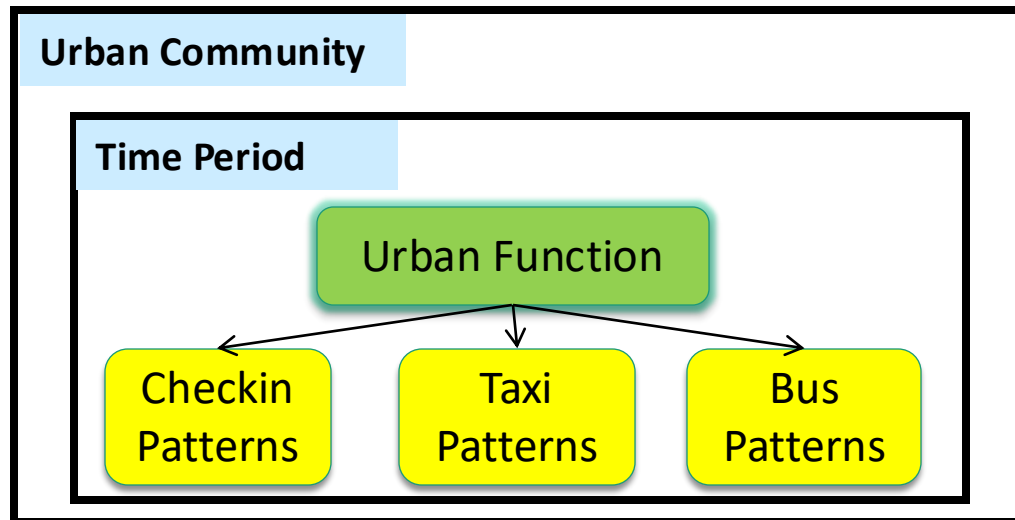 Urban Community
Time Period
Urban Function
Checkin
Patterns
Taxi
Patterns
Bus
Patterns